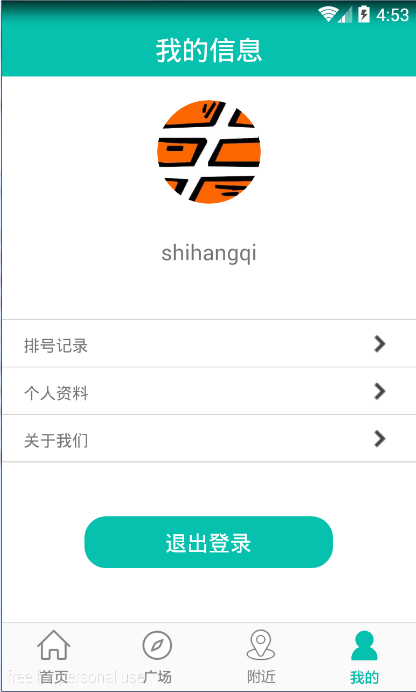 4:53
我的信息
shihangqi
排号记录
个人资料
关于我们
退出登录
首页 广场 附近 我的
free for personal use